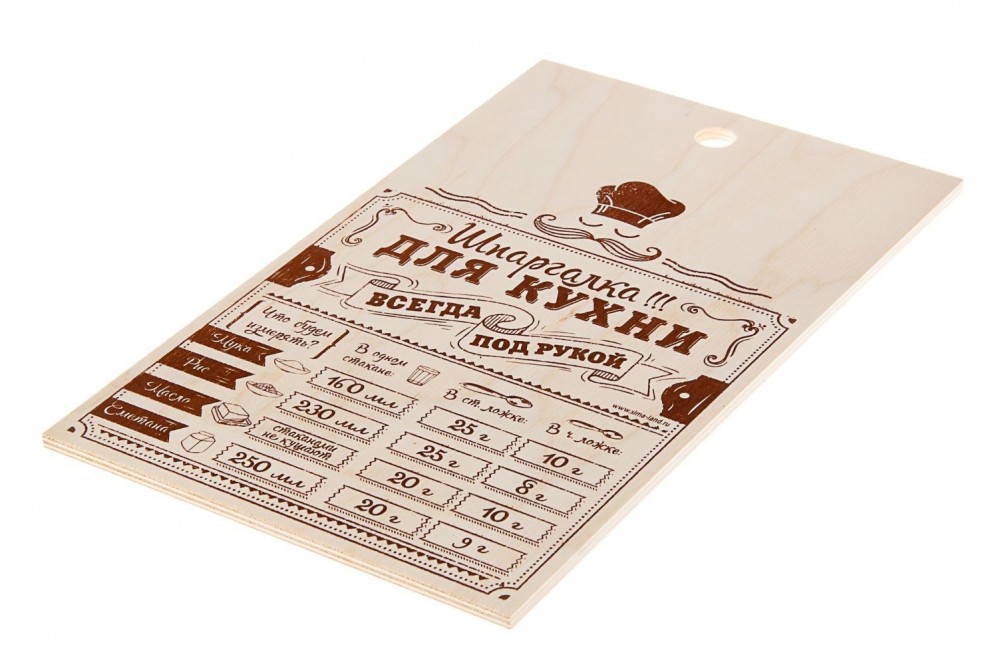 Шпаргалка!!!
ДЛЯ КУХНИ
ВСЕГДА
ПОД РУКОЙ
www.sima-land.ru
Что будем
измерять?
В одном
стакане:
В ст. ложке:
В ч. ложке:
Мука
160 мл
25 г
10 г
Рис
230 мл
25 г
8 г
Масло
стаканами
не кушают
20 г
10 г
Сметана
250 мл
20 г
9 г